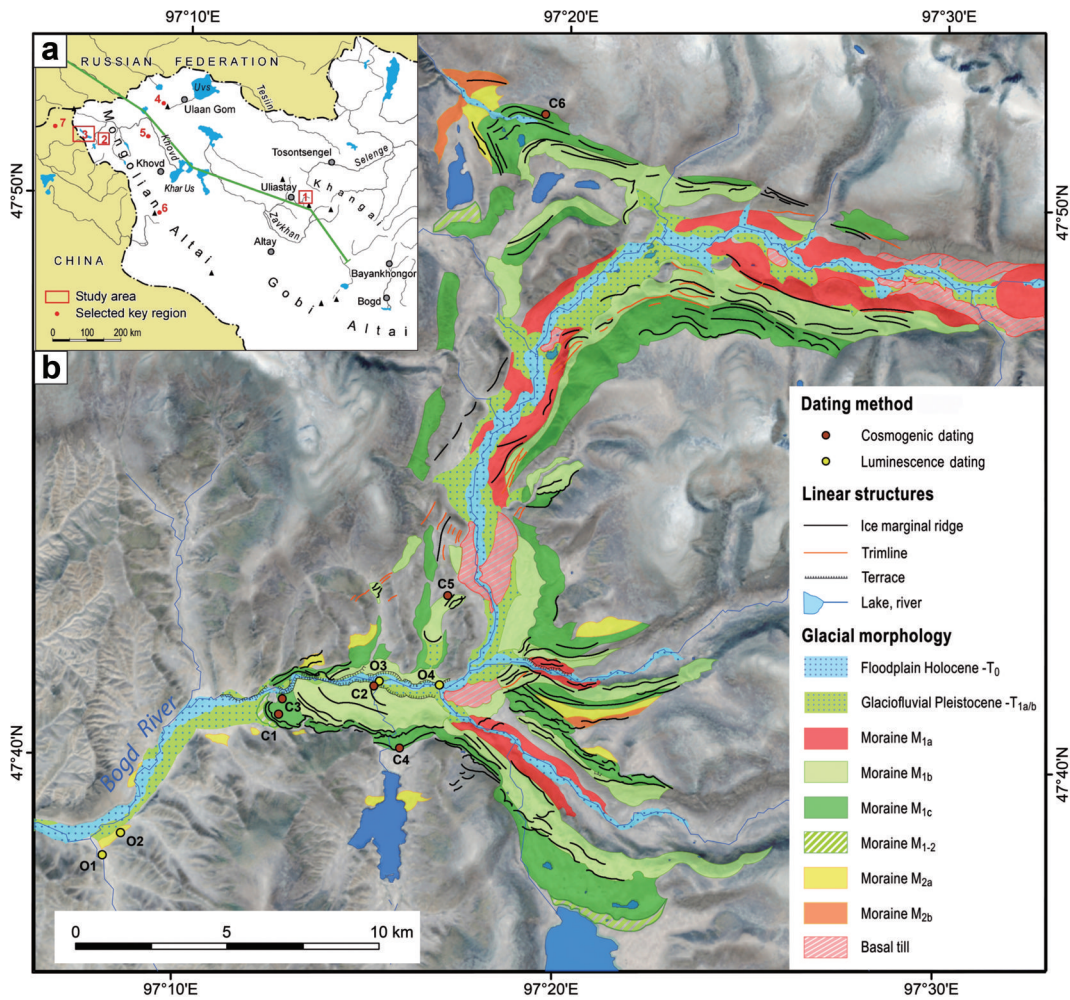 97°10'E
97°20'E
97°30'E
a
RUSSIAN FEDERATION
Uvs
Tesiin
4
Ulaan Gom
7
3
2
5
Mongolian Altai
Khovd
Khovd
Tosontsengel
Selenge
Khar Us
Uliastay
1
Khangai
6
Zavkhan
Altay
CHINA
Bayankhongor
Gobi Altai
Bogd
Study area
Selected key region
0 100 200 km
47°50'N
47°50'N
C6
b
Dating method
Cosmogenic dating
Luminescence dating
Linear structures
Ice marginal ridge
Trimline
Terrace
Lake, river
Glacial morphology
Floodplain Holocene -T0
Glaciofluvial Pleistocene -T1a/b
Moraine M1a
Moraine M1b
Moraine M1c
Moraine M1-2
Moraine M2a
Moraine M2b
Basal till
C5
O3
O4
C2
C3
C1
C4
Bogd River
47°40'N
47°40'N
O2
O1
0 5 10 km
97°10'E
97°20'E
97°30'E